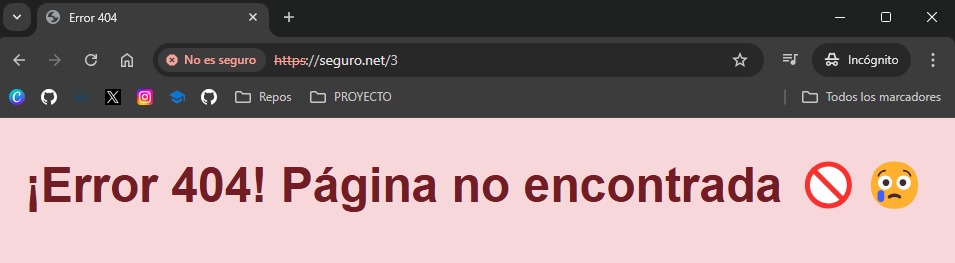 Error 404
No es seguro https://seguro.net/3 Incógnito
Repos PROYECTO Todos los marcadores
¡Error 404! Página no encontrada 🚫 😢